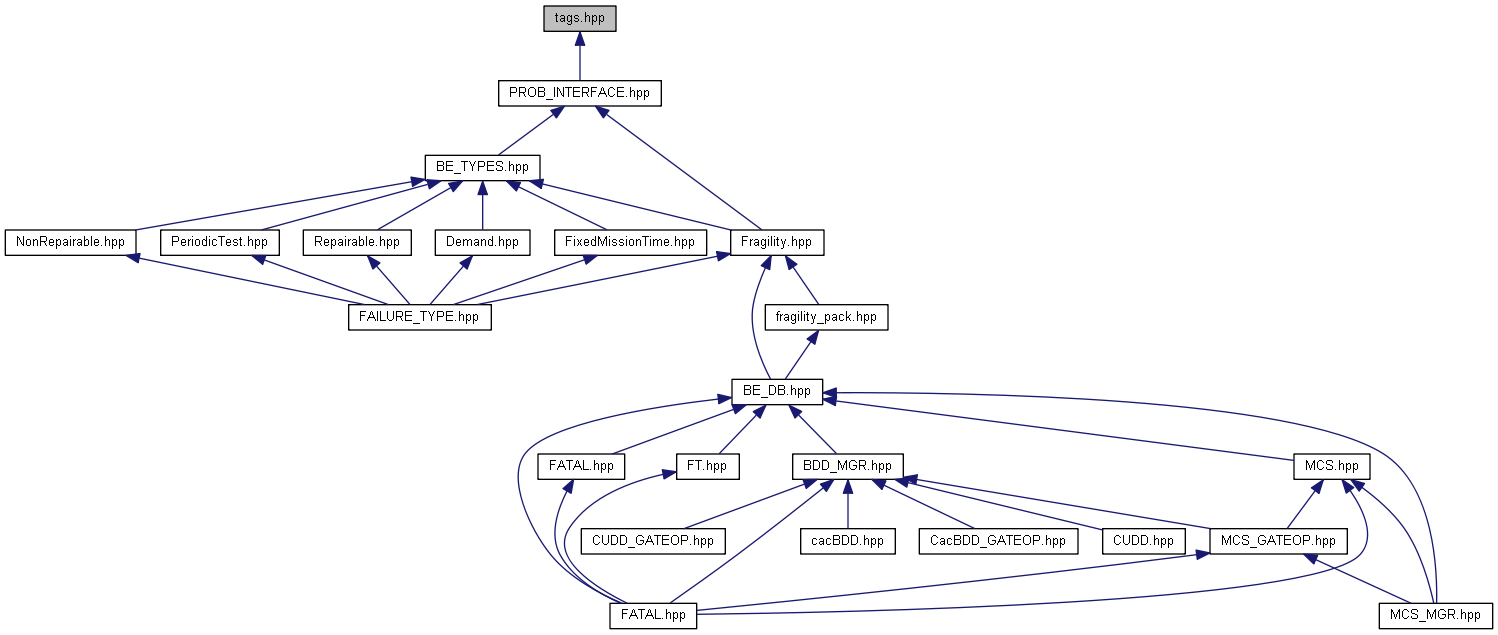 tags.hpp
PROB_INTERFACE.hpp
BE_TYPES.hpp
NonRepairable.hpp
PeriodicTest.hpp
Repairable.hpp
Demand.hpp
FixedMissionTime.hpp
Fragility.hpp
FAILURE_TYPE.hpp
fragility_pack.hpp
BE_DB.hpp
FATAL.hpp
FT.hpp
BDD_MGR.hpp
MCS.hpp
CUDD_GATEOP.hpp
cacBDD.hpp
CacBDD_GATEOP.hpp
CUDD.hpp
MCS_GATEOP.hpp
FATAL.hpp
MCS_MGR.hpp